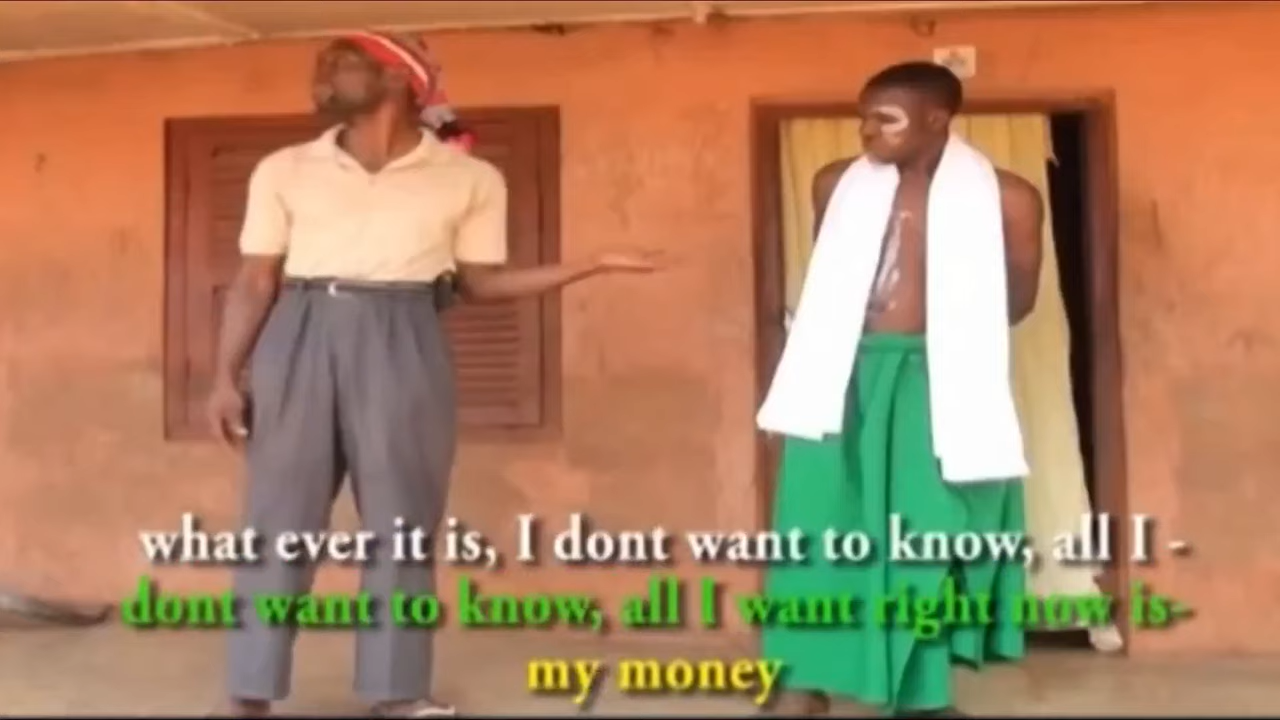 what ever it is, I dont want to know, all I -
dont want to know, all I want right now is-
my money